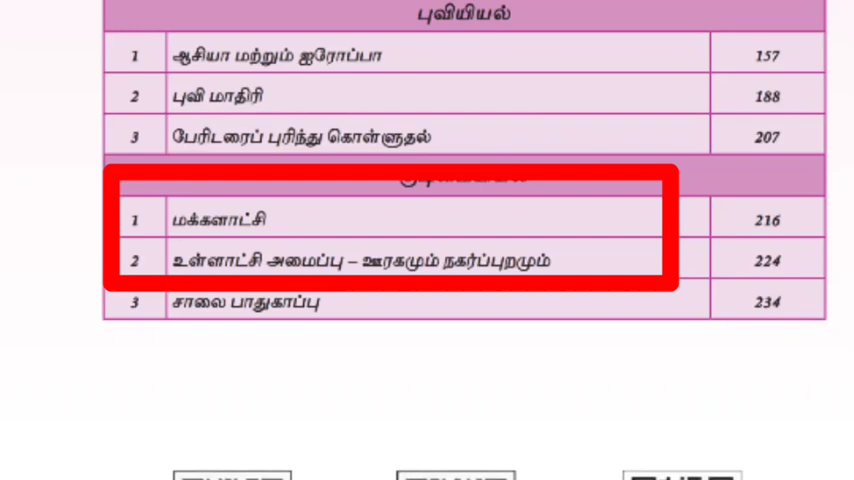 புவியியல்
1 ஆசியா மற்றும் ஐரோப்பா 157
2 புவி மாதிரி 188
3 பேரிடரைப் புரிந்து கொள்ளுதல் 207
1 மக்களாட்சி 216
2 உள்ளாட்சி அமைப்பு – ஊரகமும் நகர்ப்புறமும் 224
3 சாலை பாதுகாப்பு 234